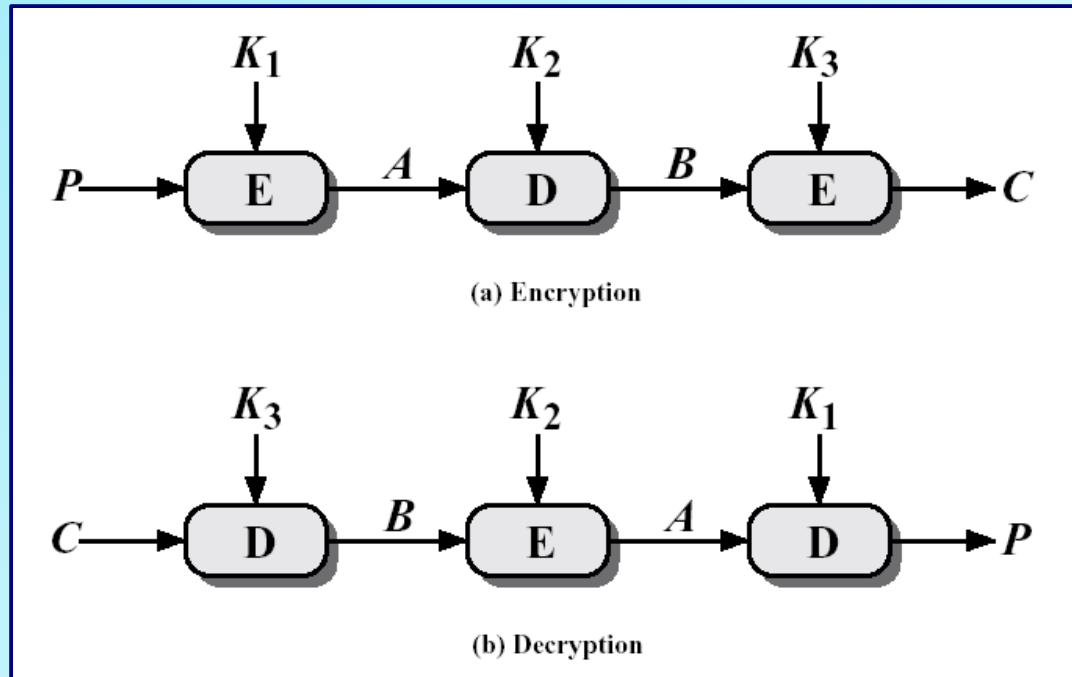 K1 K2 K3
P E A D B E C
(a) Encryption
K3 K2 K1
C D B E A D P
(b) Decryption